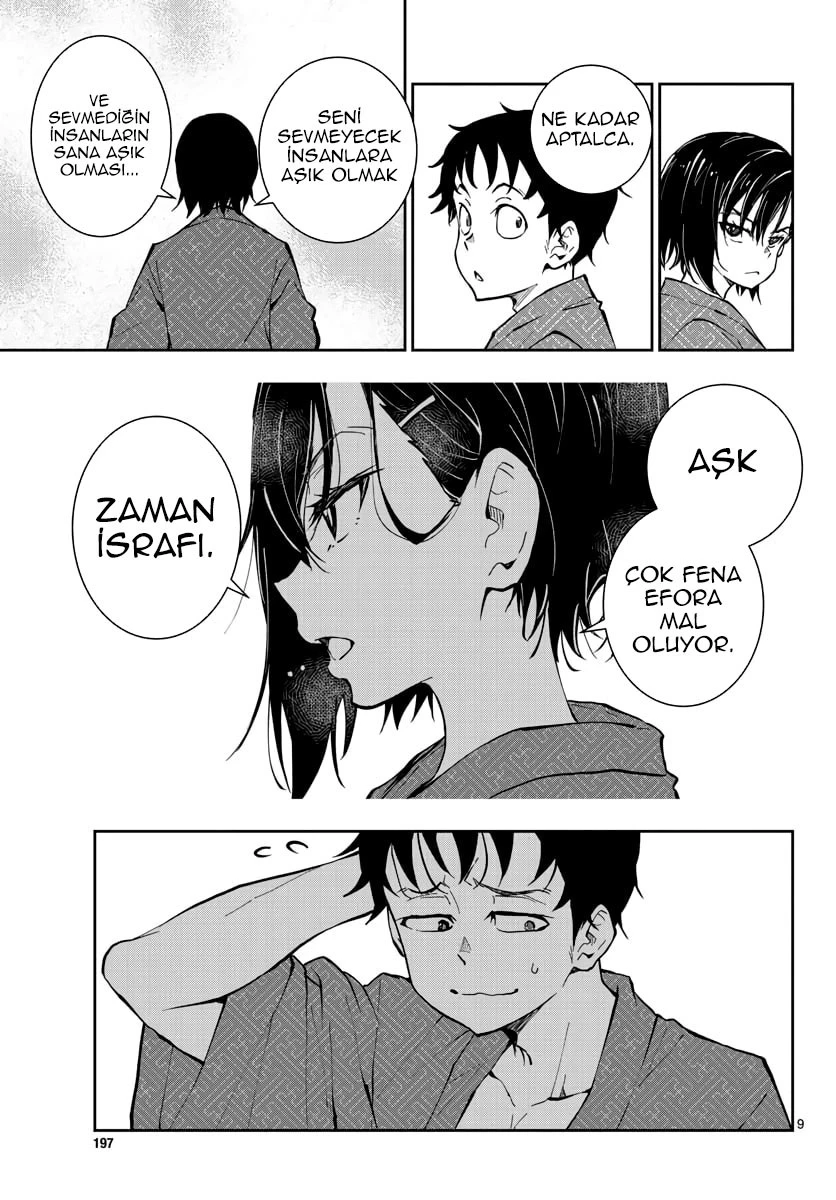 NE KADAR
APTALCA.
SENİ
SEVMEYECEK
İNSANLARA
AŞIK OLMAK
VE
SEVMEDİĞİN
İNSANLARIN
SANA AŞIK
OLMASI...
AŞK
ÇOK FENA
EFORA
MAL
OLUYOR.
ZAMAN
İSRAFI.
9
197